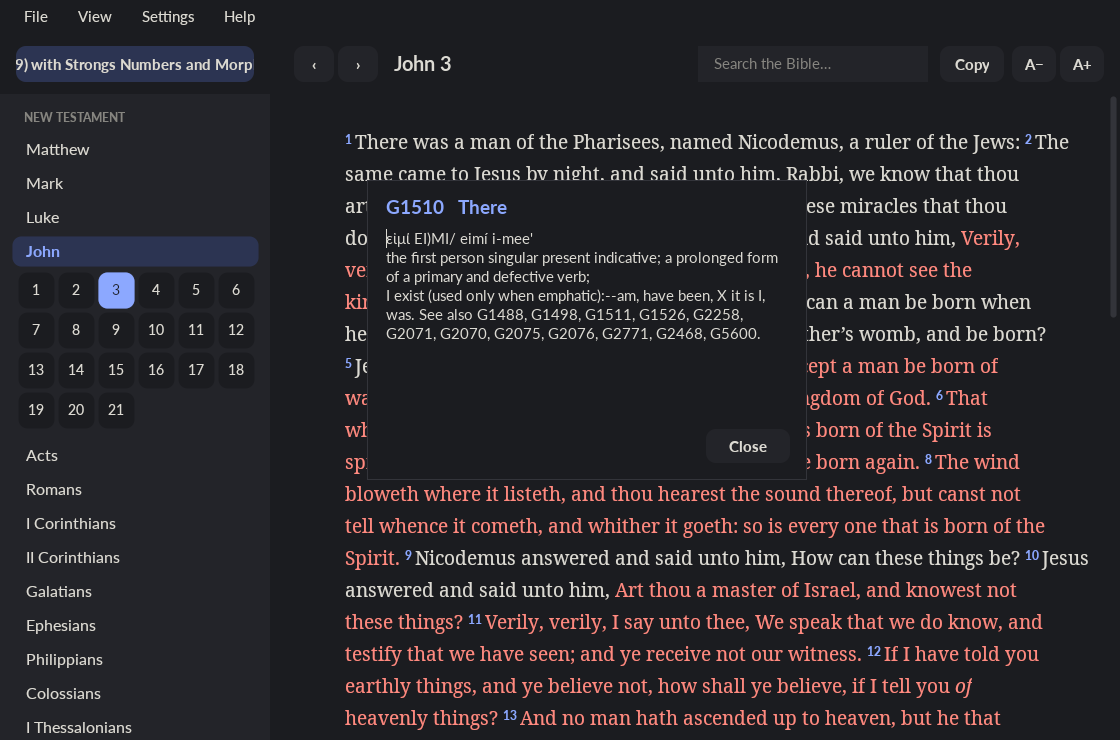 File View Settings Help
9) with Strongs Numbers and Morp
‹ › John 3 Search the Bible... Copy A− A+
NEW TESTAMENT
Matthew
Mark
Luke
John
1 2 3 4 5 6
7 8 9 10 11 12
13 14 15 16 17 18
19 20 21
Acts
Romans
I Corinthians
II Corinthians
Galatians
Ephesians
Philippians
Colossians
I Thessalonians
1 There was a man of the Pharisees, named Nicodemus, a ruler of the Jews: 2 The
same came to Jesus by night, and said unto him, Rabbi, we know that thou
ese miracles that thou
do
d said unto him, Verily,
, he cannot see the
can a man be born when
he
ther’s womb, and be born?
5 Je
cept a man be born of
wa
ngdom of God. 6 That
wh
s born of the Spirit is
sp
e born again. 8 The wind
bloweth where it listeth, and thou hearest the sound thereof, but canst not
tell whence it cometh, and whither it goeth: so is every one that is born of the
Spirit. 9 Nicodemus answered and said unto him, How can these things be? 10 Jesus
answered and said unto him, Art thou a master of Israel, and knowest not
these things? 11 Verily, verily, I say unto thee, We speak that we do know, and
testify that we have seen; and ye receive not our witness. 12 If I have told you
earthly things, and ye believe not, how shall ye believe, if I tell you of
heavenly things? 13 And no man hath ascended up to heaven, but he that
G1510 There
εἰμί EI)MI/ eimí i-mee'
the first person singular present indicative; a prolonged form
of a primary and defective verb;
I exist (used only when emphatic):--am, have been, X it is I,
was. See also G1488, G1498, G1511, G1526, G2258,
G2071, G2070, G2075, G2076, G2771, G2468, G5600.
Close